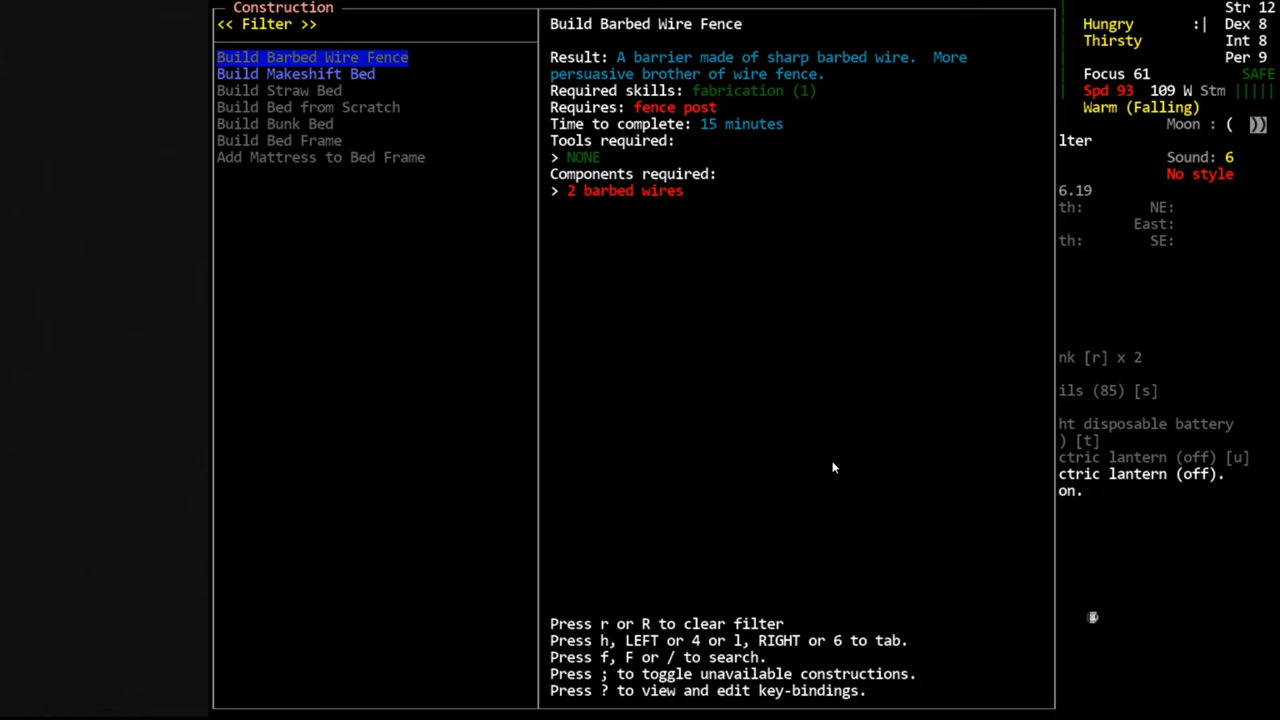 Construction
<< Filter >>
Build Barbed Wire Fence
Build Makeshift Bed
Build Straw Bed
Build Bed from Scratch
Build Bunk Bed
Build Bed Frame
Add Mattress to Bed Frame
Build Barbed Wire Fence
Result: A barrier made of sharp barbed wire.  More
persuasive brother of wire fence.
Required skills: fabrication (1)
Requires: fence post
Time to complete: 15 minutes
Tools required:
> NONE
Components required:
> 2 barbed wires
Press r or R to clear filter
Press h, LEFT or 4 or l, RIGHT or 6 to tab.
Press f, F or / to search.
Press ; to toggle unavailable constructions.
Press ? to view and edit key-bindings.
Str 12
Hungry :| Dex 8
Thirsty Int 8
Per 9
Focus 61 SAFE
Spd 93 109 W Stm |||||
Warm (Falling)
Moon : ( ))
lter
Sound: 6
No style
6.19
th: NE:
East:
th: SE:
nk [r] x 2
ils (85) [s]
ht disposable battery
) [t]
ctric lantern (off) [u]
ctric lantern (off).
on.